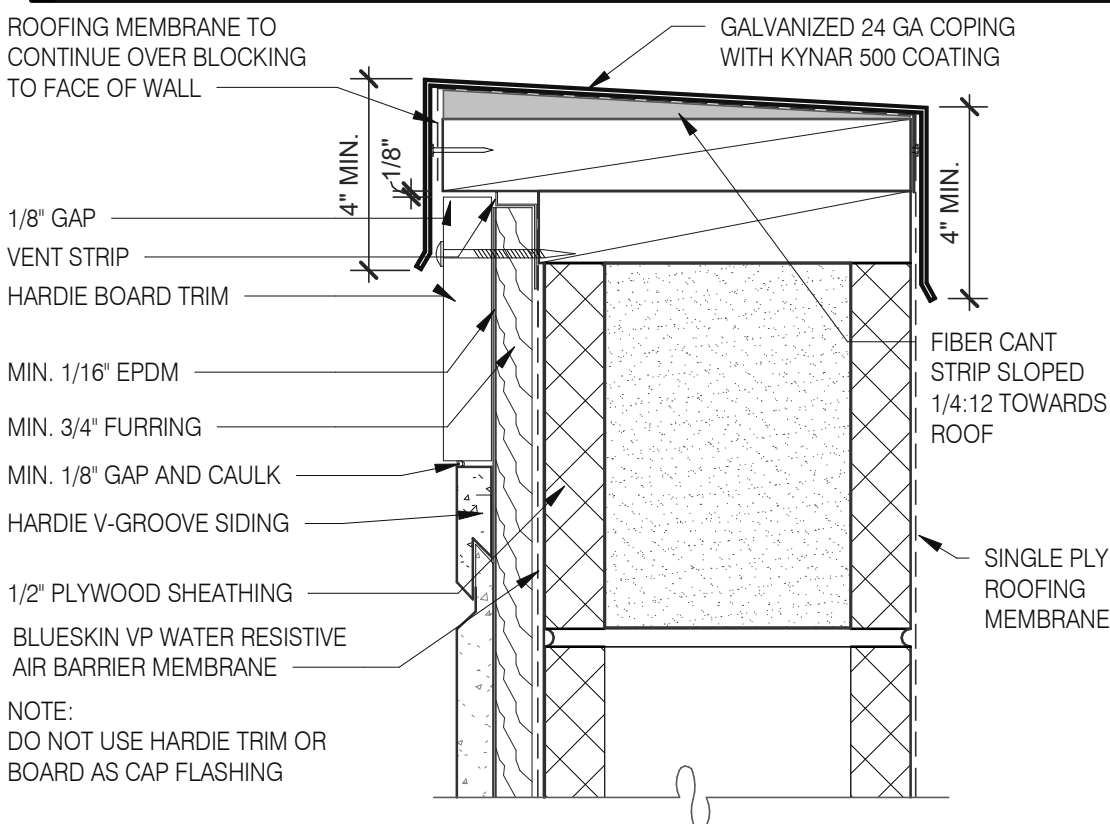 ROOFING MEMBRANE TO
CONTINUE OVER BLOCKING
TO FACE OF WALL
GALVANIZED 24 GA COPING
WITH KYNAR 500 COATING
4" MIN.
1/8"
4" MIN.
1/8" GAP
VENT STRIP
HARDIE BOARD TRIM
MIN. 1/16" EPDM
MIN. 3/4" FURRING
MIN. 1/8" GAP AND CAULK
HARDIE V-GROOVE SIDING
1/2" PLYWOOD SHEATHING
BLUESKIN VP WATER RESISTIVE
AIR BARRIER MEMBRANE
NOTE:
DO NOT USE HARDIE TRIM OR
BOARD AS CAP FLASHING
FIBER CANT
STRIP SLOPED
1/4:12 TOWARDS
ROOF
SINGLE PLY
ROOFING
MEMBRANE